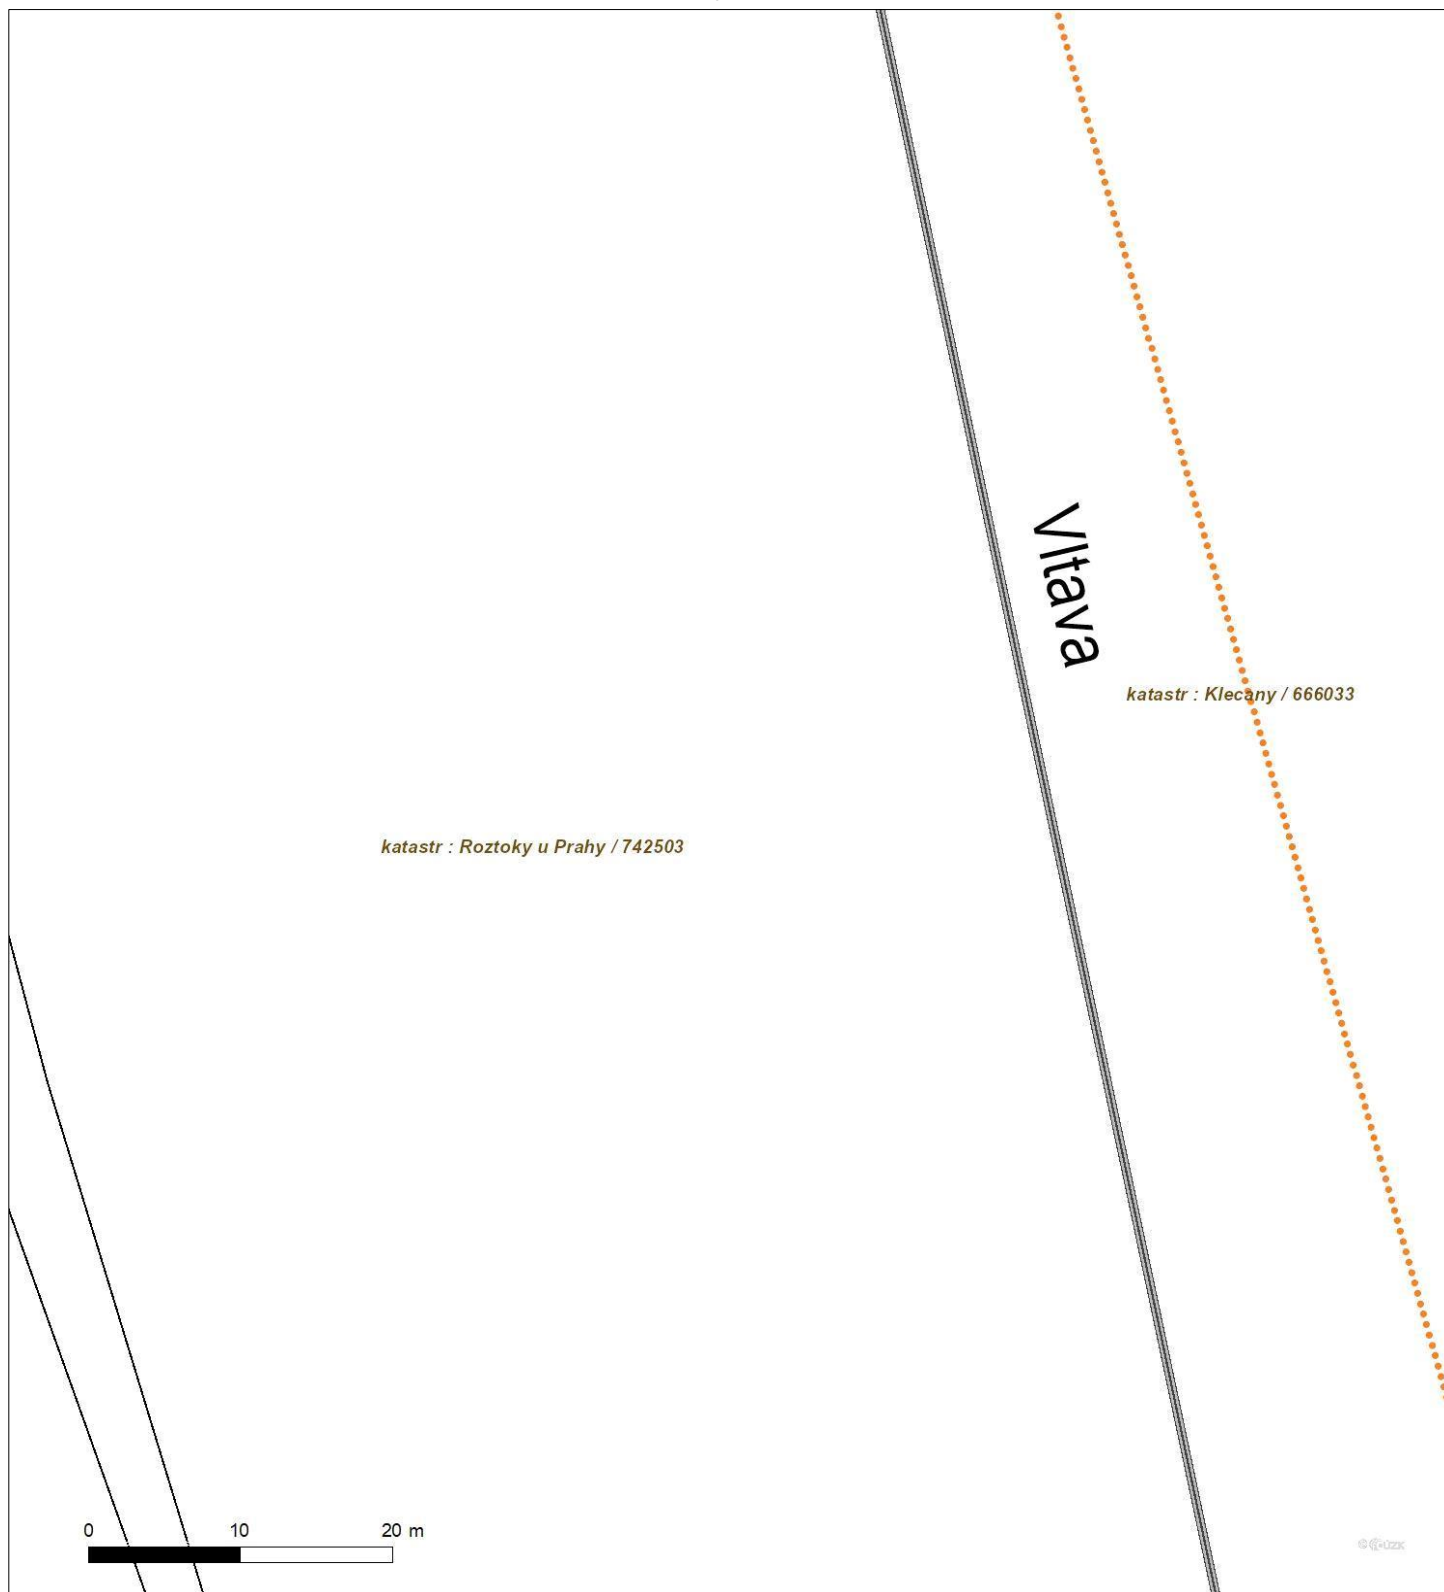 Vltava
katastr : Klecany / 666033
katastr : Roztoky u Prahy / 742503
0 10 20 m